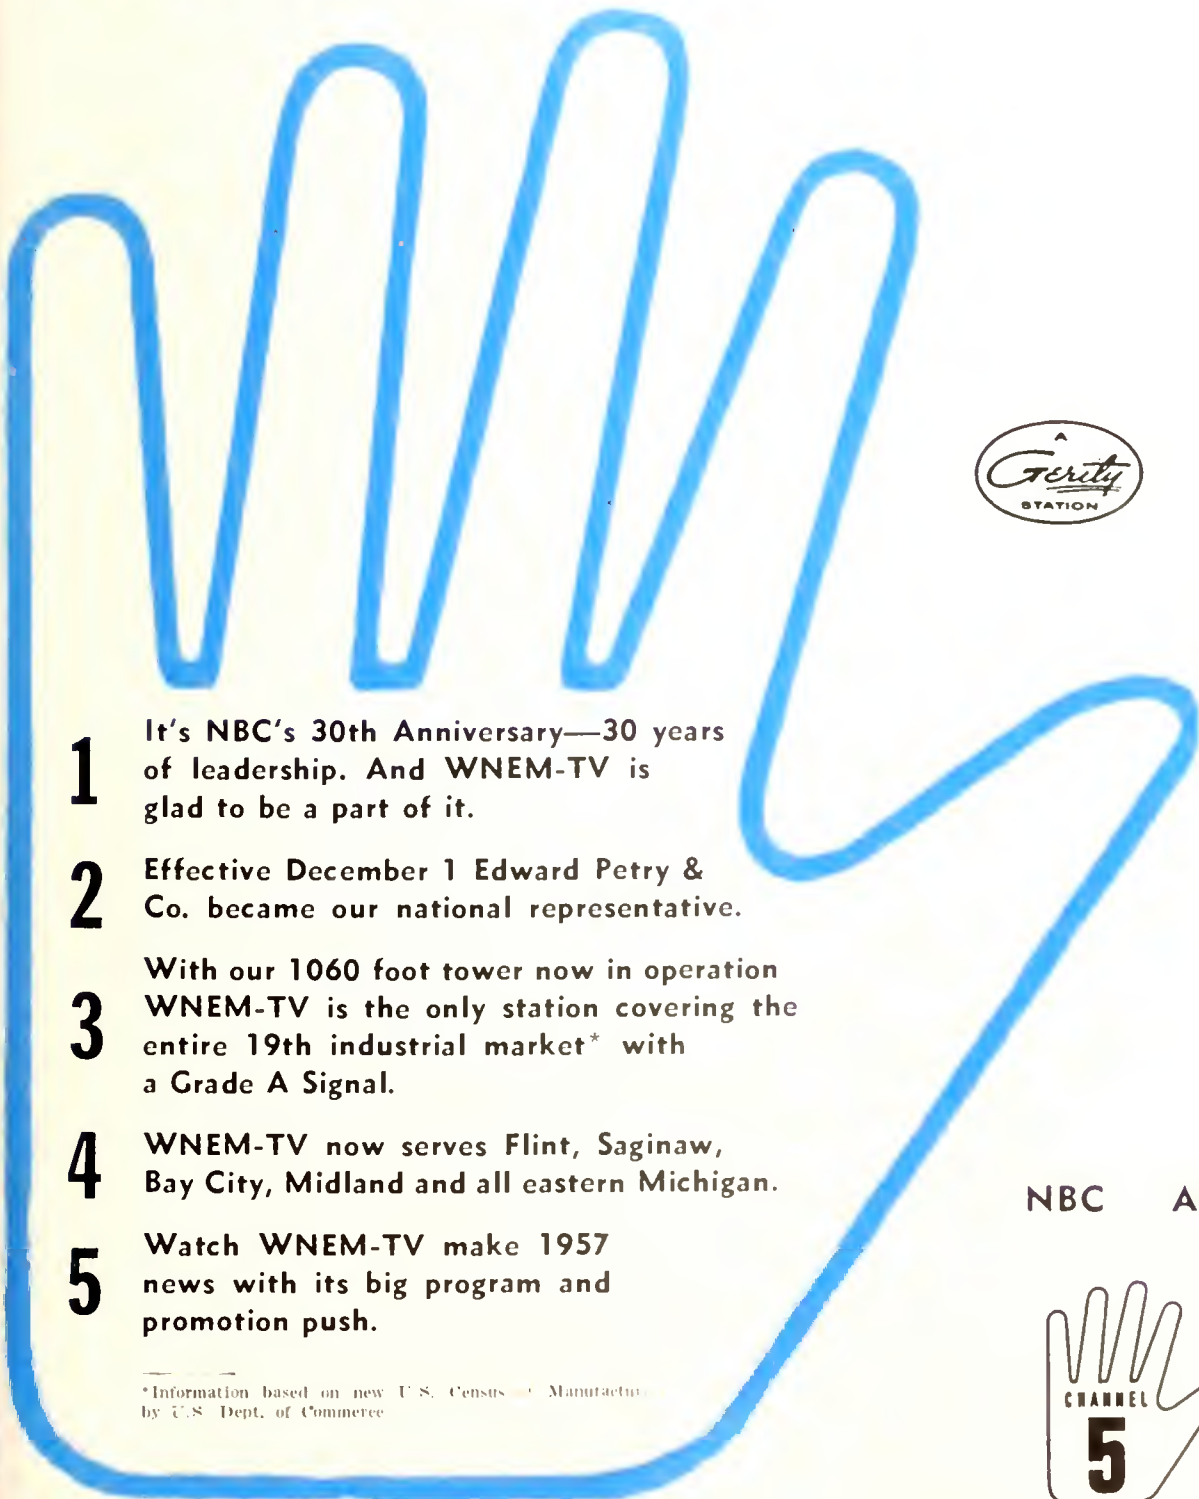 A
Gerity
STATION
1 It's NBC's 30th Anniversary—30 years
of leadership. And WNEM-TV is
glad to be a part of it.
2 Effective December 1 Edward Petry &
Co. became our national representative.
3 With our 1060 foot tower now in operation
WNEM-TV is the only station covering the
entire 19th industrial market* with
a Grade A Signal.
4 WNEM-TV now serves Flint, Saginaw,
Bay City, Midland and all eastern Michigan.
5 Watch WNEM-TV make 1957
news with its big program and
promotion push.
*Information based on new U.S. Census
by U.S. Dept. of Commerce
NBC A
CHANNEL
5